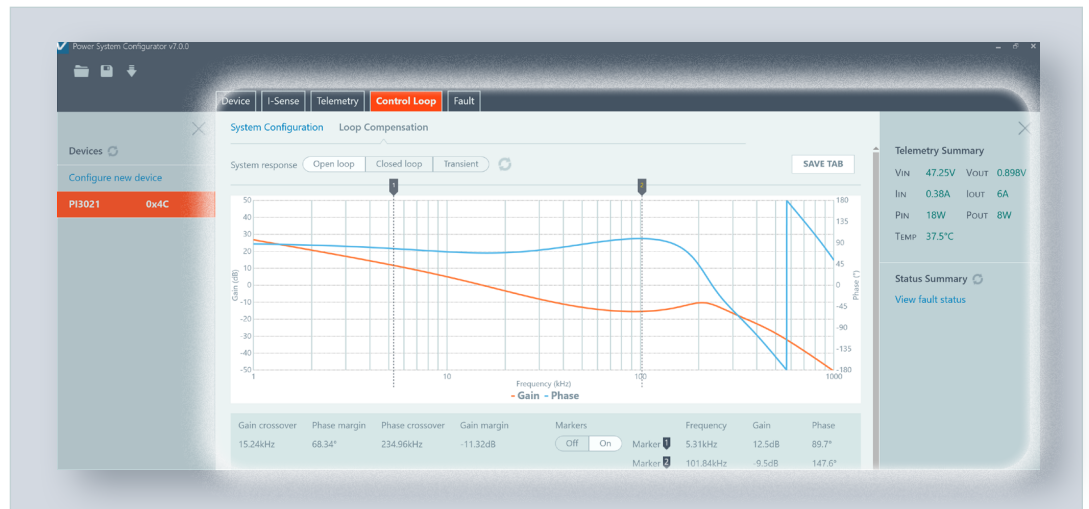 Power System Configurator v7.0.0
Device I-Sense Telemetry Control Loop Fault
System Configuration Loop Compensation
Devices
Configure new device
PI3021 0x4C
System response Open loop Closed loop Transient SAVE TAB
1 2
50 180
40 135
30
20 90
10 45
0 0
-10 -45
-20
-30 -90
-40 -135
-50 -180
Gain (dB)
Phase (°)
1 10 100 1000
Frequency (kHz)
- Gain - Phase
Gain crossover Phase margin Phase crossover Gain margin Markers Frequency Gain Phase
15.24kHz 68.34° 234.96kHz -11.32dB Off On Marker 1 5.31kHz 12.5dB 89.7°
Marker 2 101.84kHz -9.5dB 147.6°
Telemetry Summary
VIN 47.25V VOUT 0.898V
IIN 0.38A IOUT 6A
PIN 18W POUT 8W
TEMP 37.5°C
Status Summary
View fault status